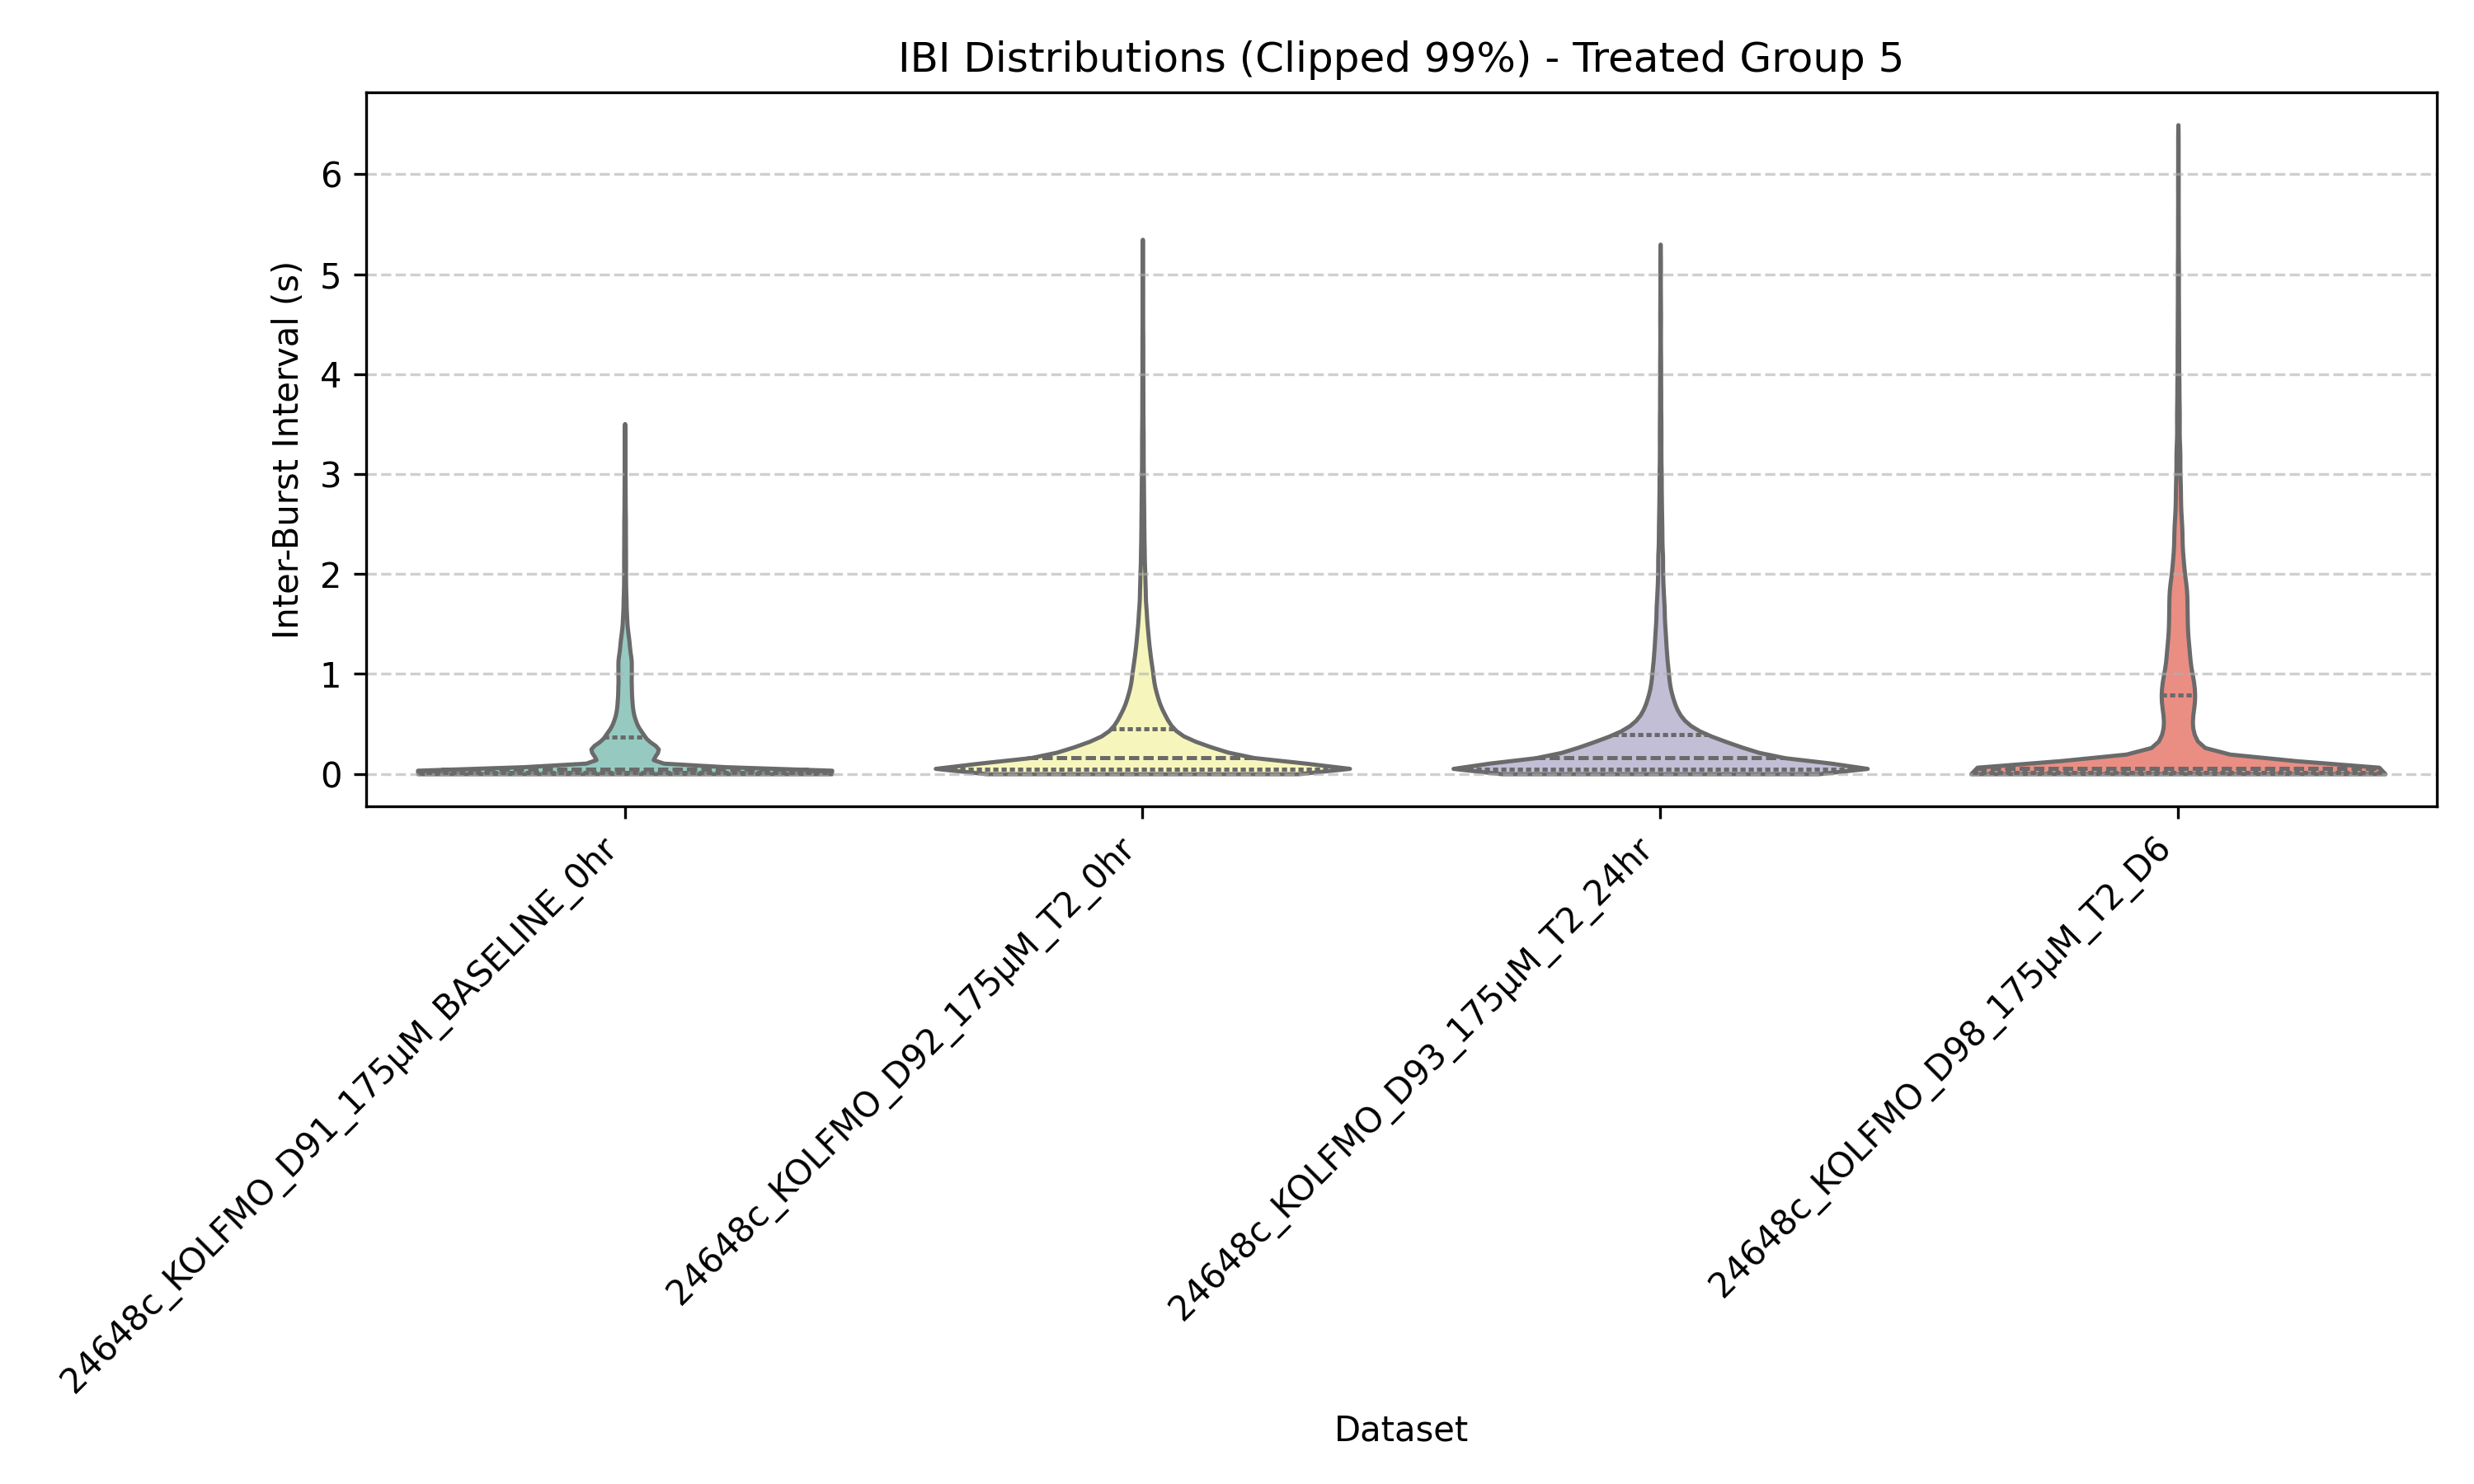 IBI Distributions (Clipped 99%) - Treated Group 5
Inter-Burst Interval (s)
6
5
4
3
2
1
0
24648c_KOLFMO_D91_175µM_BASELINE_0hr
24648c_KOLFMO_D92_175µM_T2_0hr
24648c_KOLFMO_D93_175µM_T2_24hr
24648c_KOLFMO_D98_175µM_T2_D6
Dataset